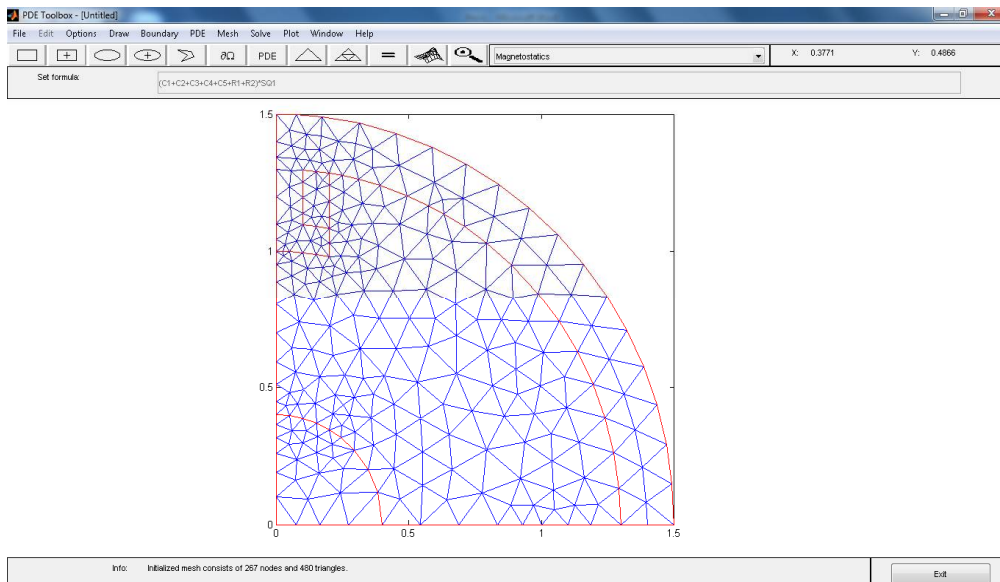 PDE Toolbox - [Untitled]
File Edit Options Draw Boundary PDE Mesh Solve Plot Window Help
∂Ω PDE = Magnetostatics X: 0.3771 Y: 0.4866
Set formula: (C1+C2+C3+C4+C5+R1+R2)*SQ1
1.5
1
0.5
0
0 0.5 1 1.5
Info: Initialized mesh consists of 267 nodes and 480 triangles.
Exit